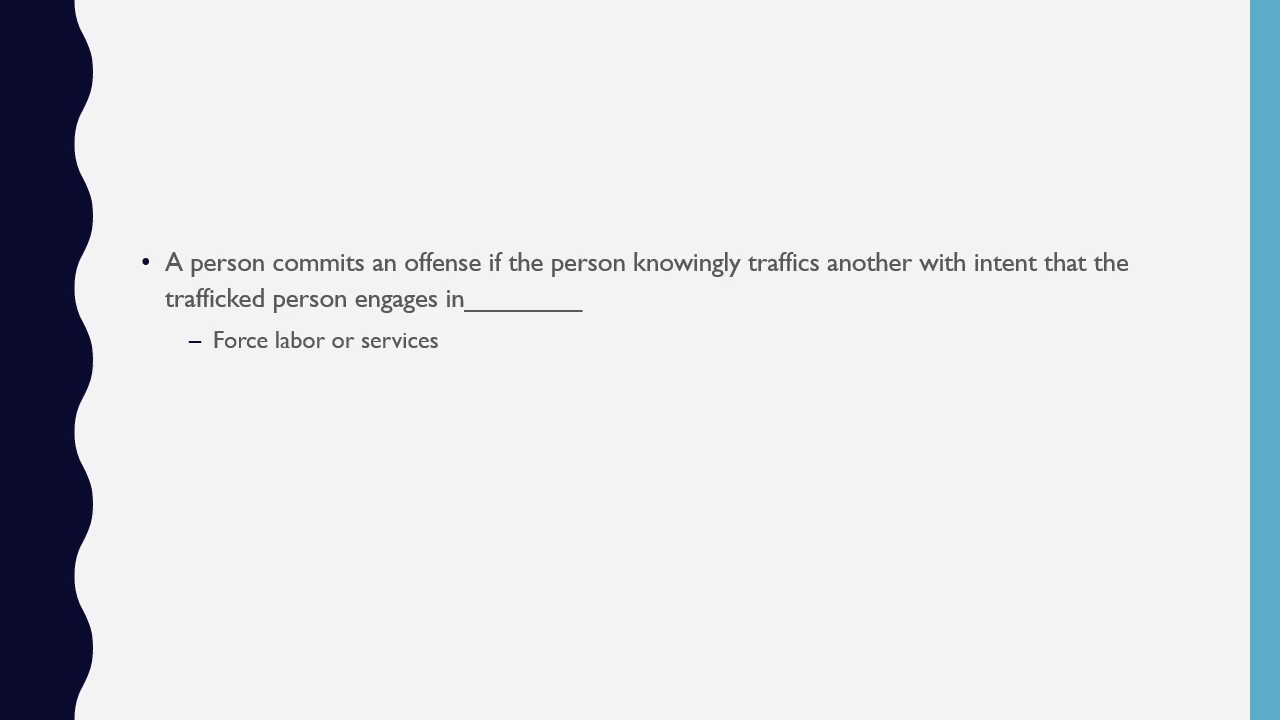 • A person commits an offense if the person knowingly traffics another with intent that the
trafficked person engages in_________
– Force labor or services